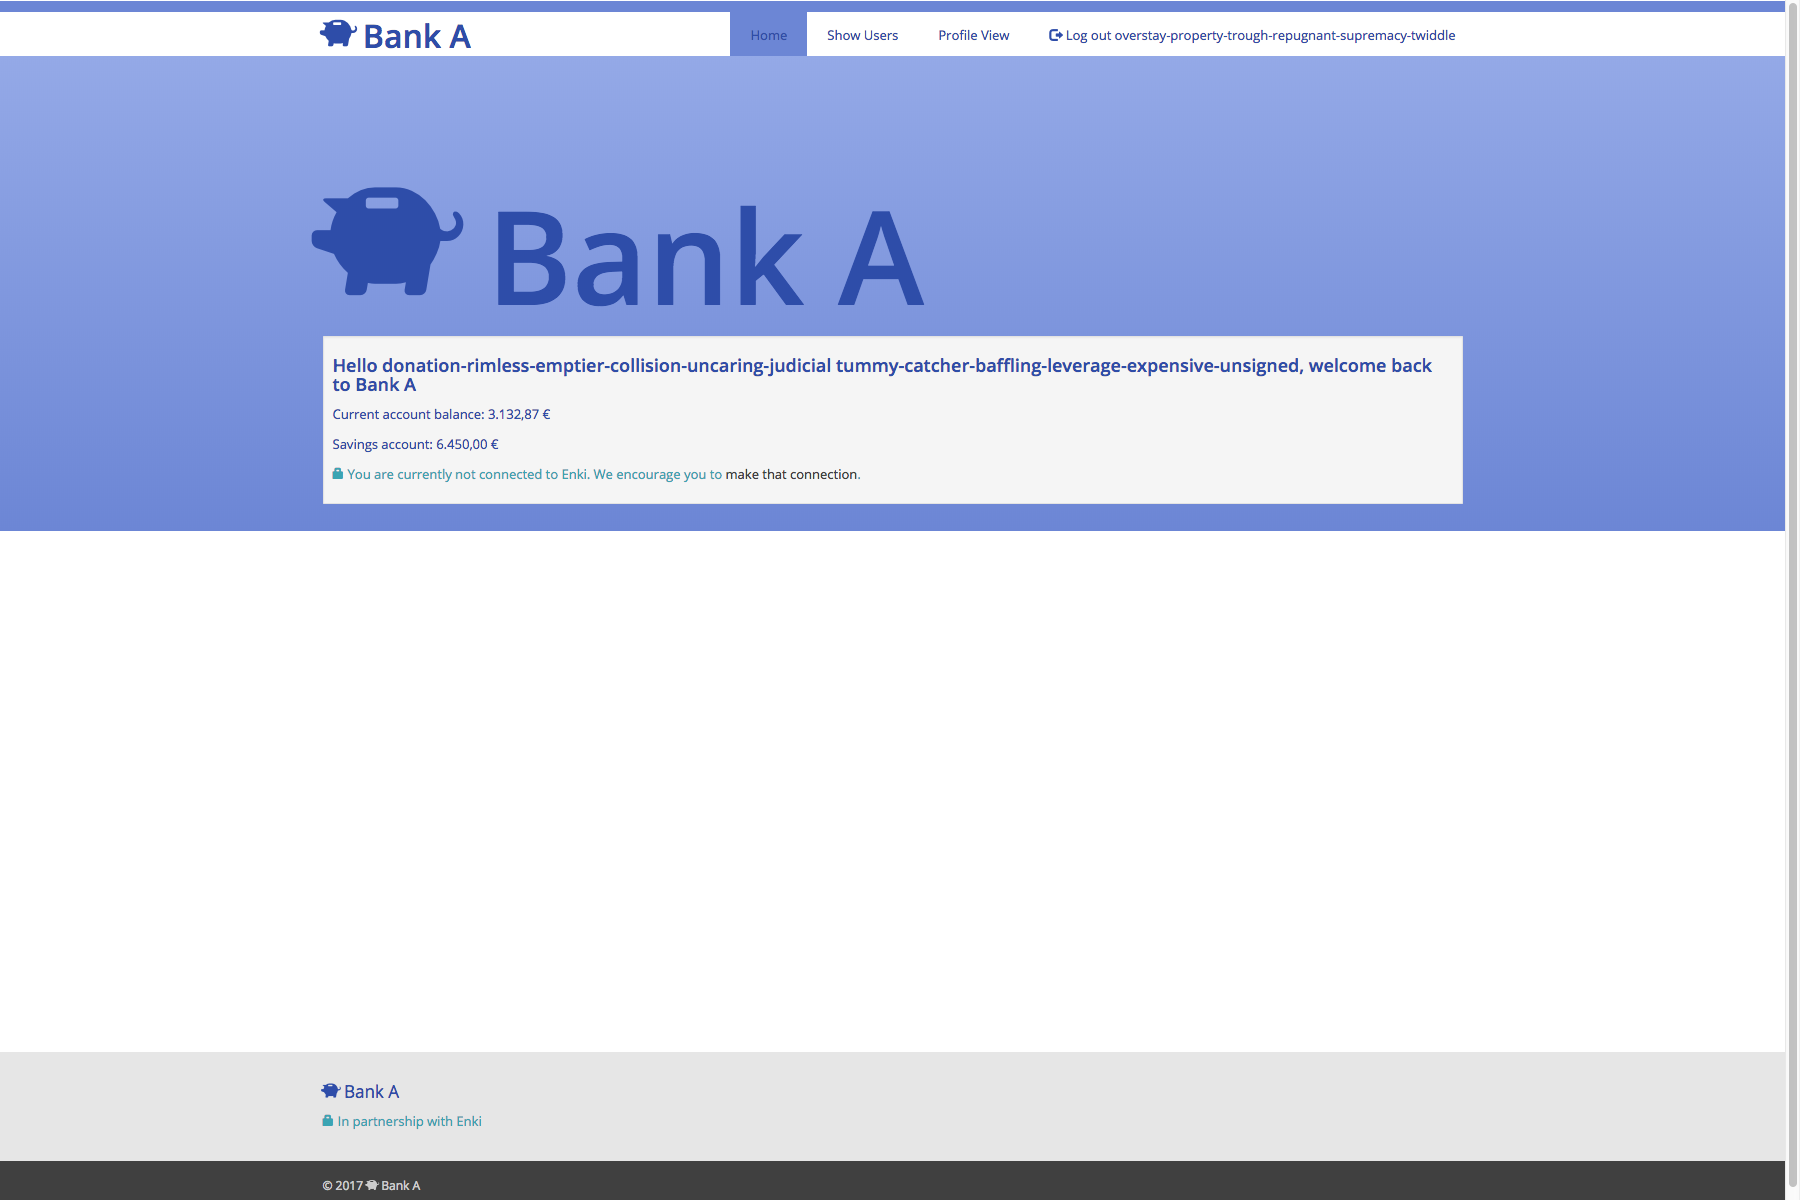 Bank A
Home
Show Users
Profile View
Log out overstay-property-trough-repugnant-supremacy-twiddle
Bank A
Hello donation-rimless-emptier-collision-uncaring-judicial tummy-catcher-baffling-leverage-expensive-unsigned, welcome back
to Bank A
Current account balance: 3.132,87 €
Savings account: 6.450,00 €
You are currently not connected to Enki. We encourage you to make that connection.
Bank A
In partnership with Enki
© 2017 Bank A